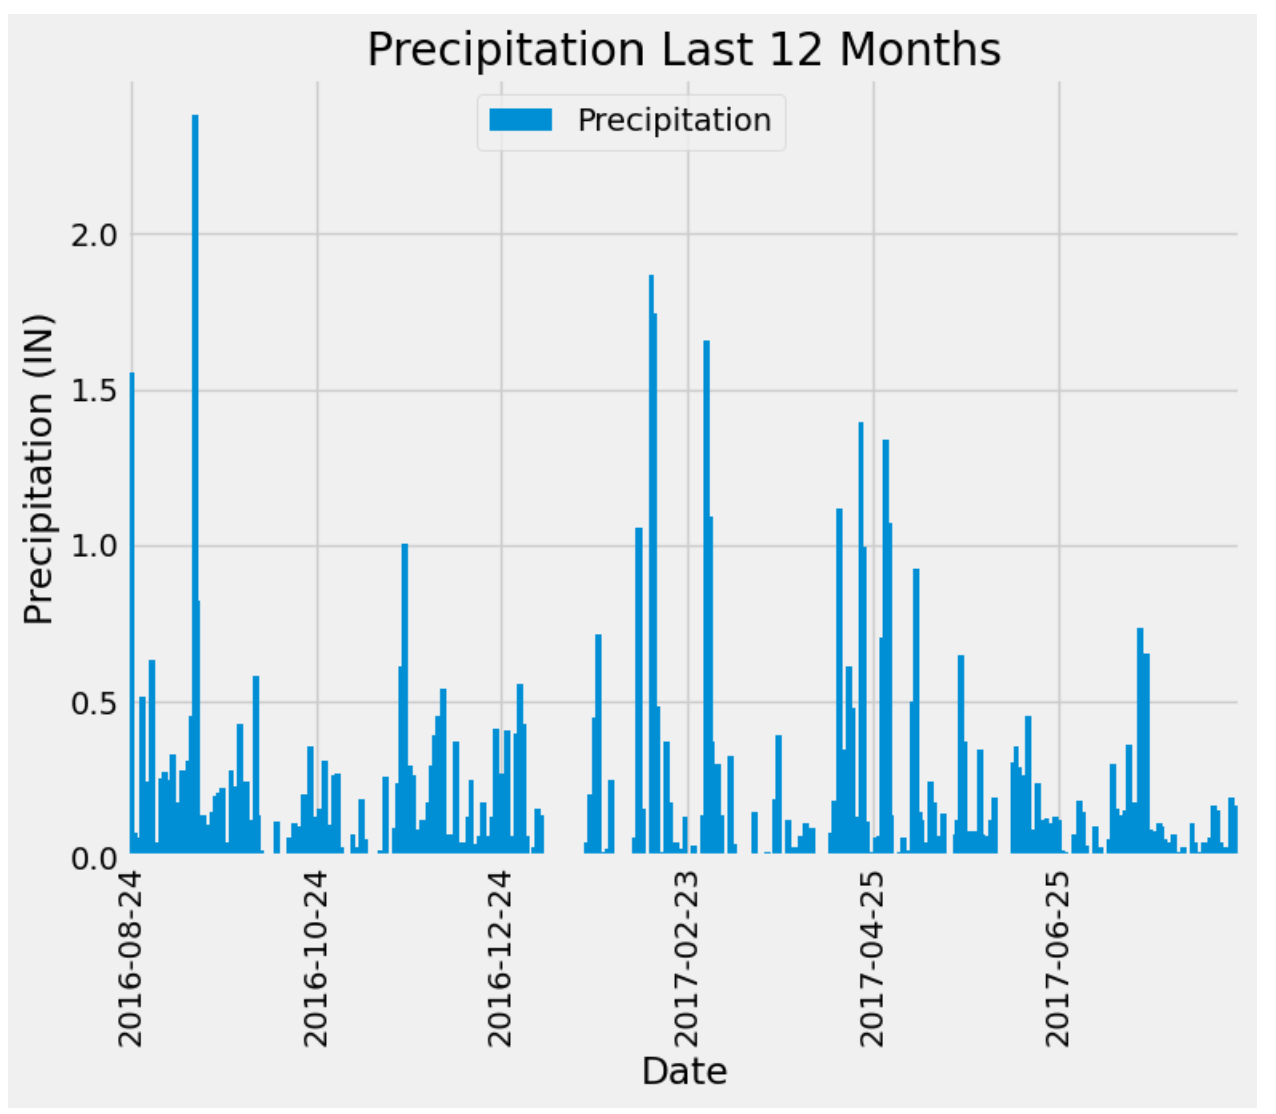 Precipitation Last 12 Months
Precipitation
Precipitation (IN)
2.0
1.5
1.0
0.5
0.0
2016-08-24
2016-10-24
2016-12-24
2017-02-23
2017-04-25
2017-06-25
Date